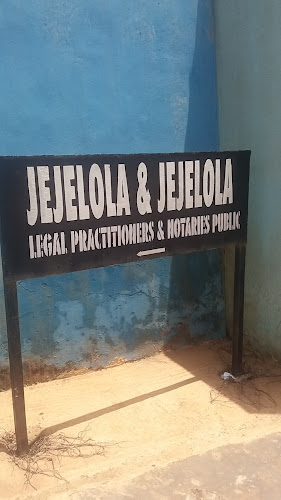 JEJELOLA & JEJELOLA
LEGAL PRACTITIONERS & NOTARIES PUBLIC